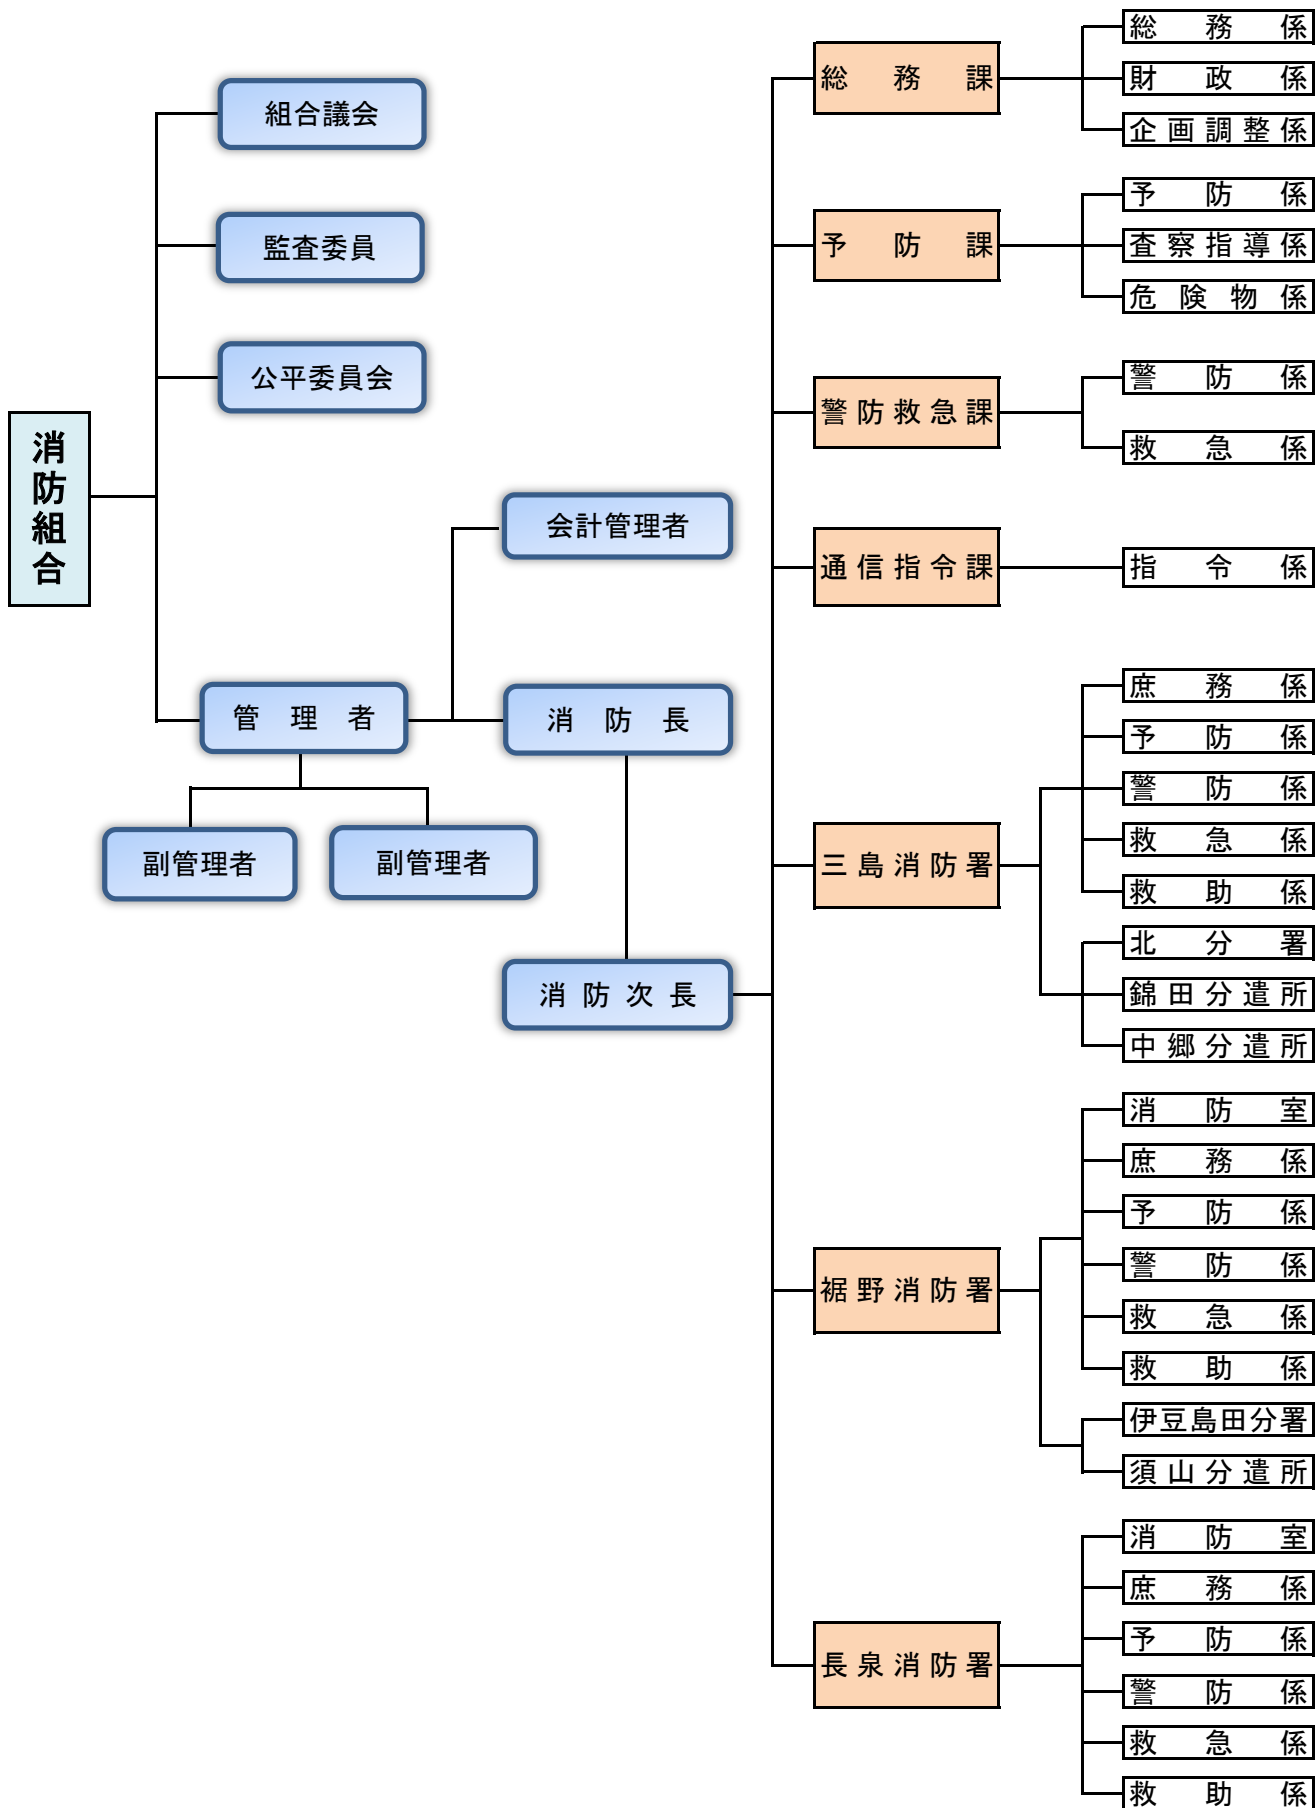 消防組合
組合議会
監査委員
公平委員会
管理者
副管理者
副管理者
会計管理者
消防長
消防次長
総務課
総務係
財政係
企画調整係
予防課
予防係
査察指導係
危険物係
警防救急課
警防係
救急係
通信指令課
指令係
三島消防署
庶務係
予防係
警防係
救急係
救助係
北分署
錦田分遣所
中郷分遣所
裾野消防署
消防室
庶務係
予防係
警防係
救急係
救助係
伊豆島田分署
須山分遣所
長泉消防署
消防室
庶務係
予防係
警防係
救急係
救助係